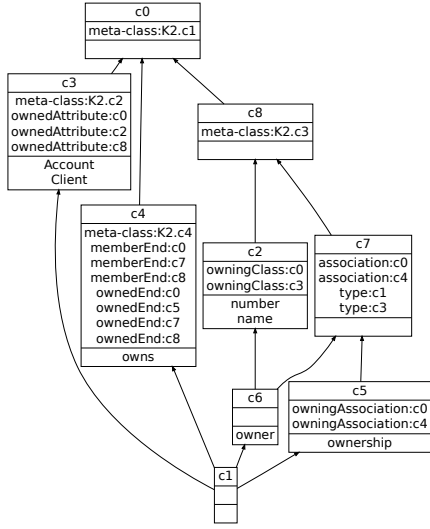 c0
meta-class:K2.c1
c3
meta-class:K2.c2
ownedAttribute:c0
ownedAttribute:c2
ownedAttribute:c8
Account
Client
c8
meta-class:K2.c3
c4
meta-class:K2.c4
memberEnd:c0
memberEnd:c7
memberEnd:c8
ownedEnd:c0
ownedEnd:c5
ownedEnd:c7
ownedEnd:c8
owns
c2
owningClass:c0
owningClass:c3
number
name
c7
association:c0
association:c4
type:c1
type:c3
c6
owner
c5
owningAssociation:c0
owningAssociation:c4
ownership
c1